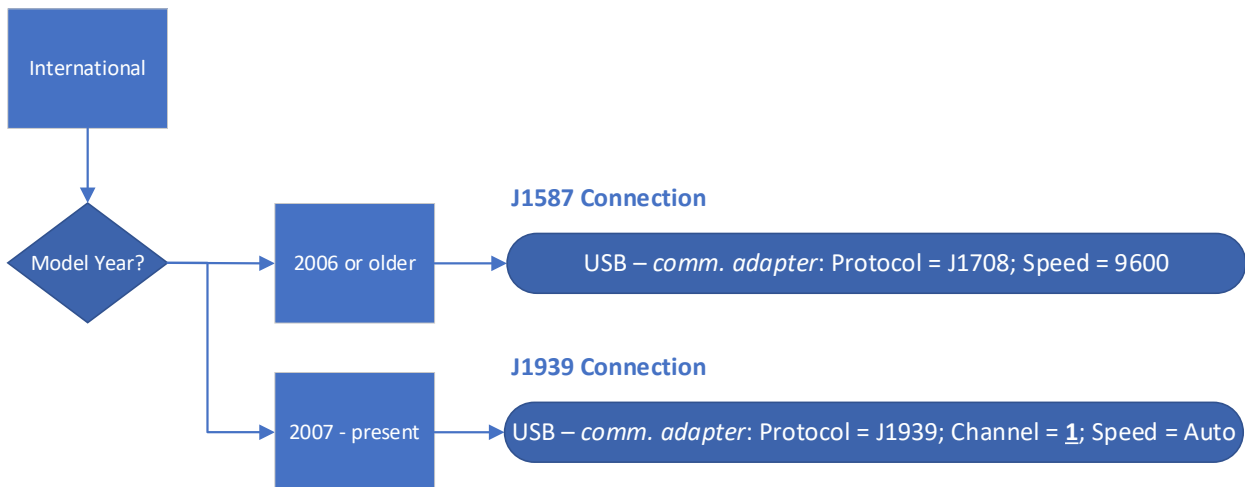 International
Model Year?
2006 or older
J1587 Connection
USB – comm. adapter: Protocol = J1708; Speed = 9600
2007 - present
J1939 Connection
USB – comm. adapter: Protocol = J1939; Channel = 1; Speed = Auto